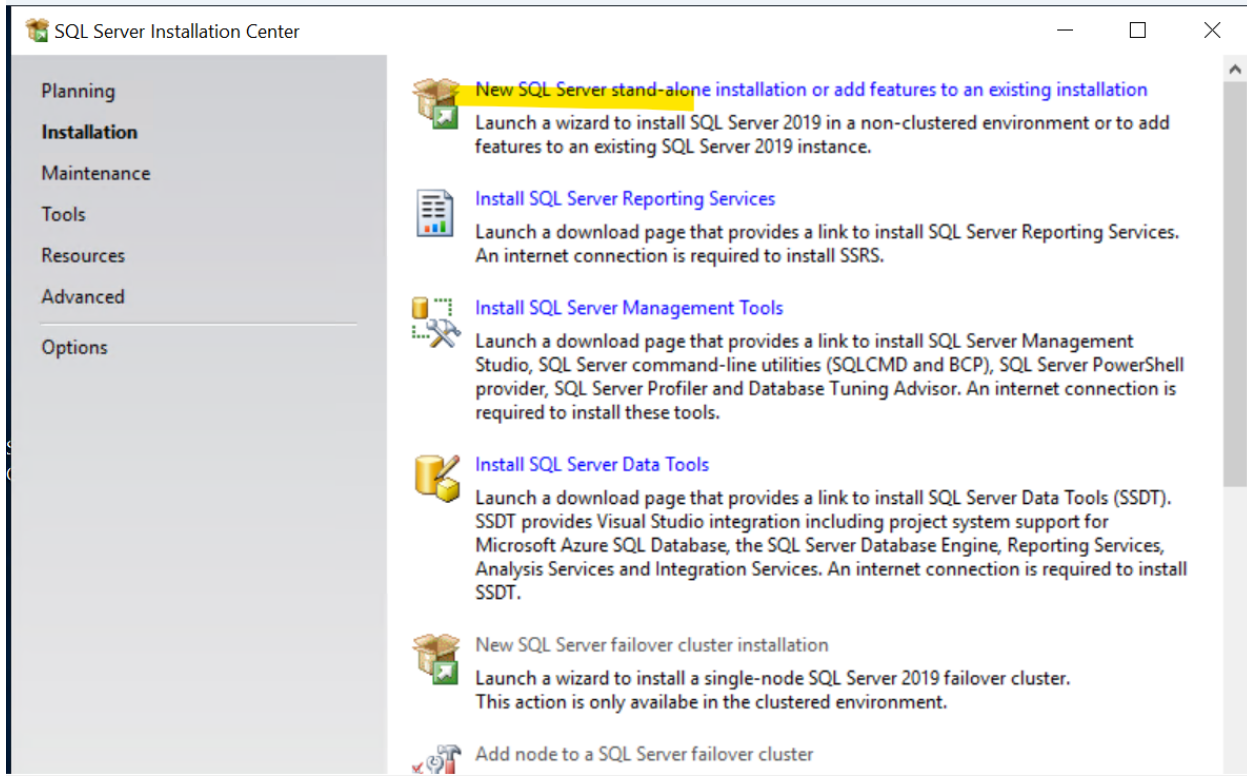 SQL Server Installation Center
Planning
Installation
Maintenance
Tools
Resources
Advanced
Options
New SQL Server stand-alone installation or add features to an existing installation
Launch a wizard to install SQL Server 2019 in a non-clustered environment or to add
features to an existing SQL Server 2019 instance.
Install SQL Server Reporting Services
Launch a download page that provides a link to install SQL Server Reporting Services.
An internet connection is required to install SSRS.
Install SQL Server Management Tools
Launch a download page that provides a link to install SQL Server Management
Studio, SQL Server command-line utilities (SQLCMD and BCP), SQL Server PowerShell
provider, SQL Server Profiler and Database Tuning Advisor. An internet connection is
required to install these tools.
Install SQL Server Data Tools
Launch a download page that provides a link to install SQL Server Data Tools (SSDT).
SSDT provides Visual Studio integration including project system support for
Microsoft Azure SQL Database, the SQL Server Database Engine, Reporting Services,
Analysis Services and Integration Services. An internet connection is required to install
SSDT.
New SQL Server failover cluster installation
Launch a wizard to install a single-node SQL Server 2019 failover cluster.
This action is only availabe in the clustered environment.
Add node to a SQL Server failover cluster